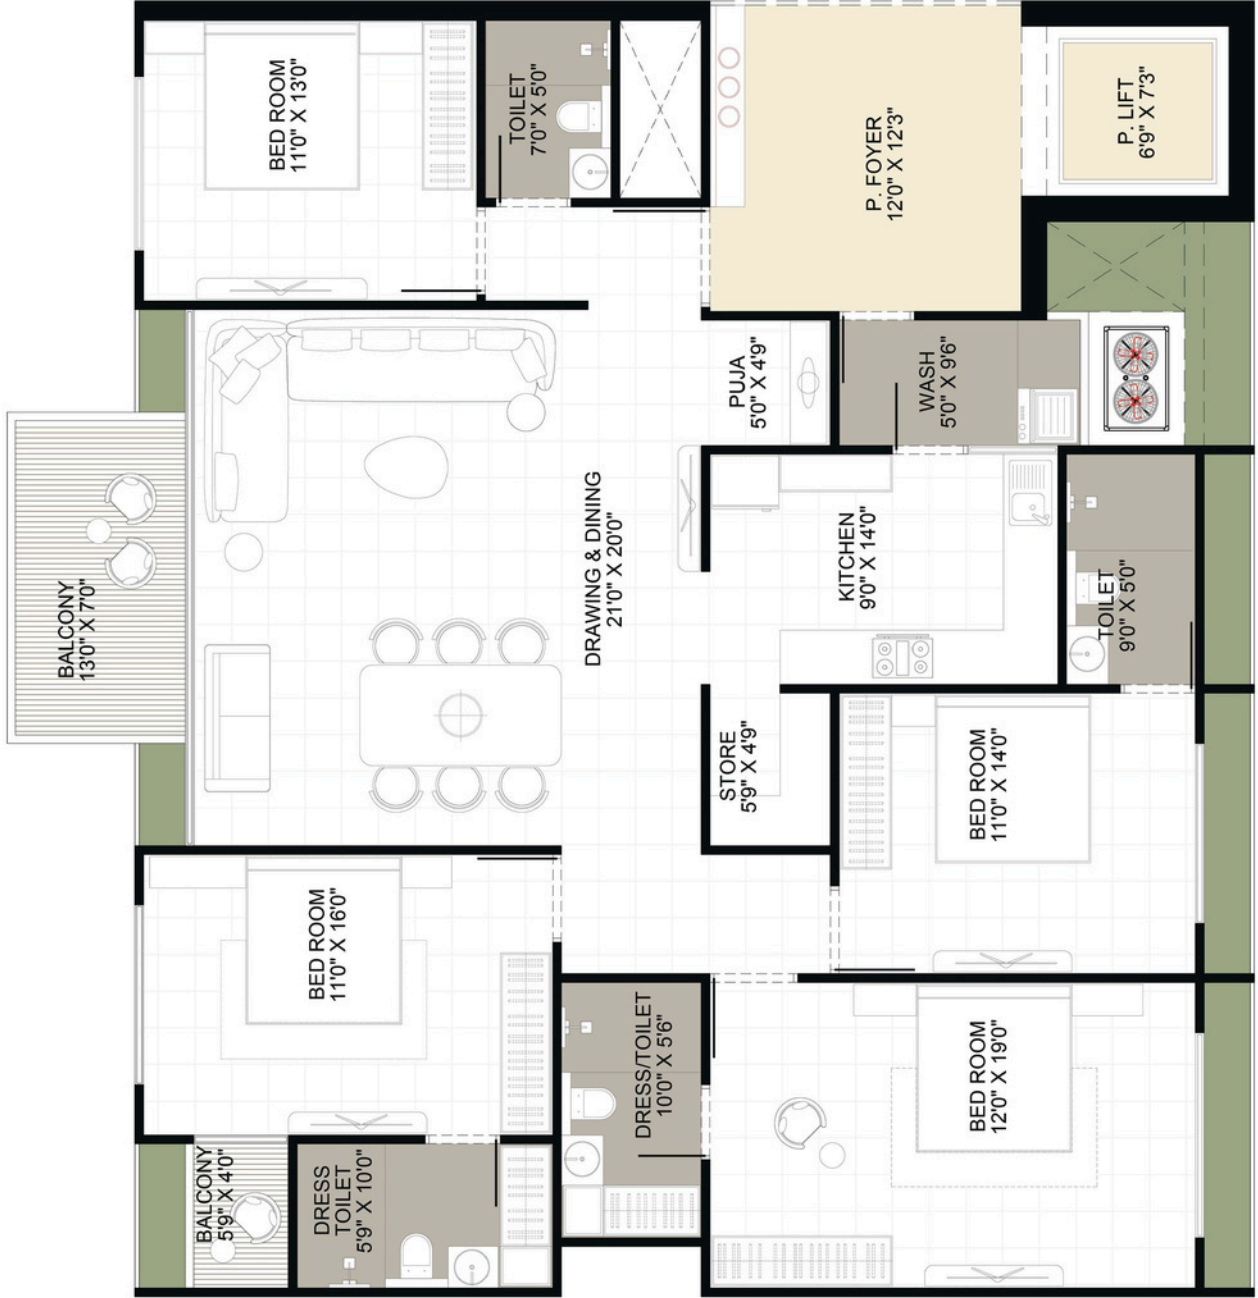 BED ROOM
11'0" X 13'0"
TOILET
7'0" X 5'0"
P. FOYER
12'0" X 12'3"
P. LIFT
6'9" X 7'3"
PUJA
5'0" X 4'9"
WASH
5'0" X 9'6"
BALCONY
13'0" X 7'0"
DRAWING & DINING
21'0" X 20'0"
KITCHEN
9'0" X 14'0"
TOILET
9'0" X 5'0"
STORE
5'9" X 4'9"
BED ROOM
11'0" X 14'0"
BED ROOM
11'0" X 16'0"
DRESS/TOILET
10'0" X 5'6"
BED ROOM
12'0" X 19'0"
BALCONY
5'9" X 4'0"
DRESS
TOILET
5'9" X 10'0"